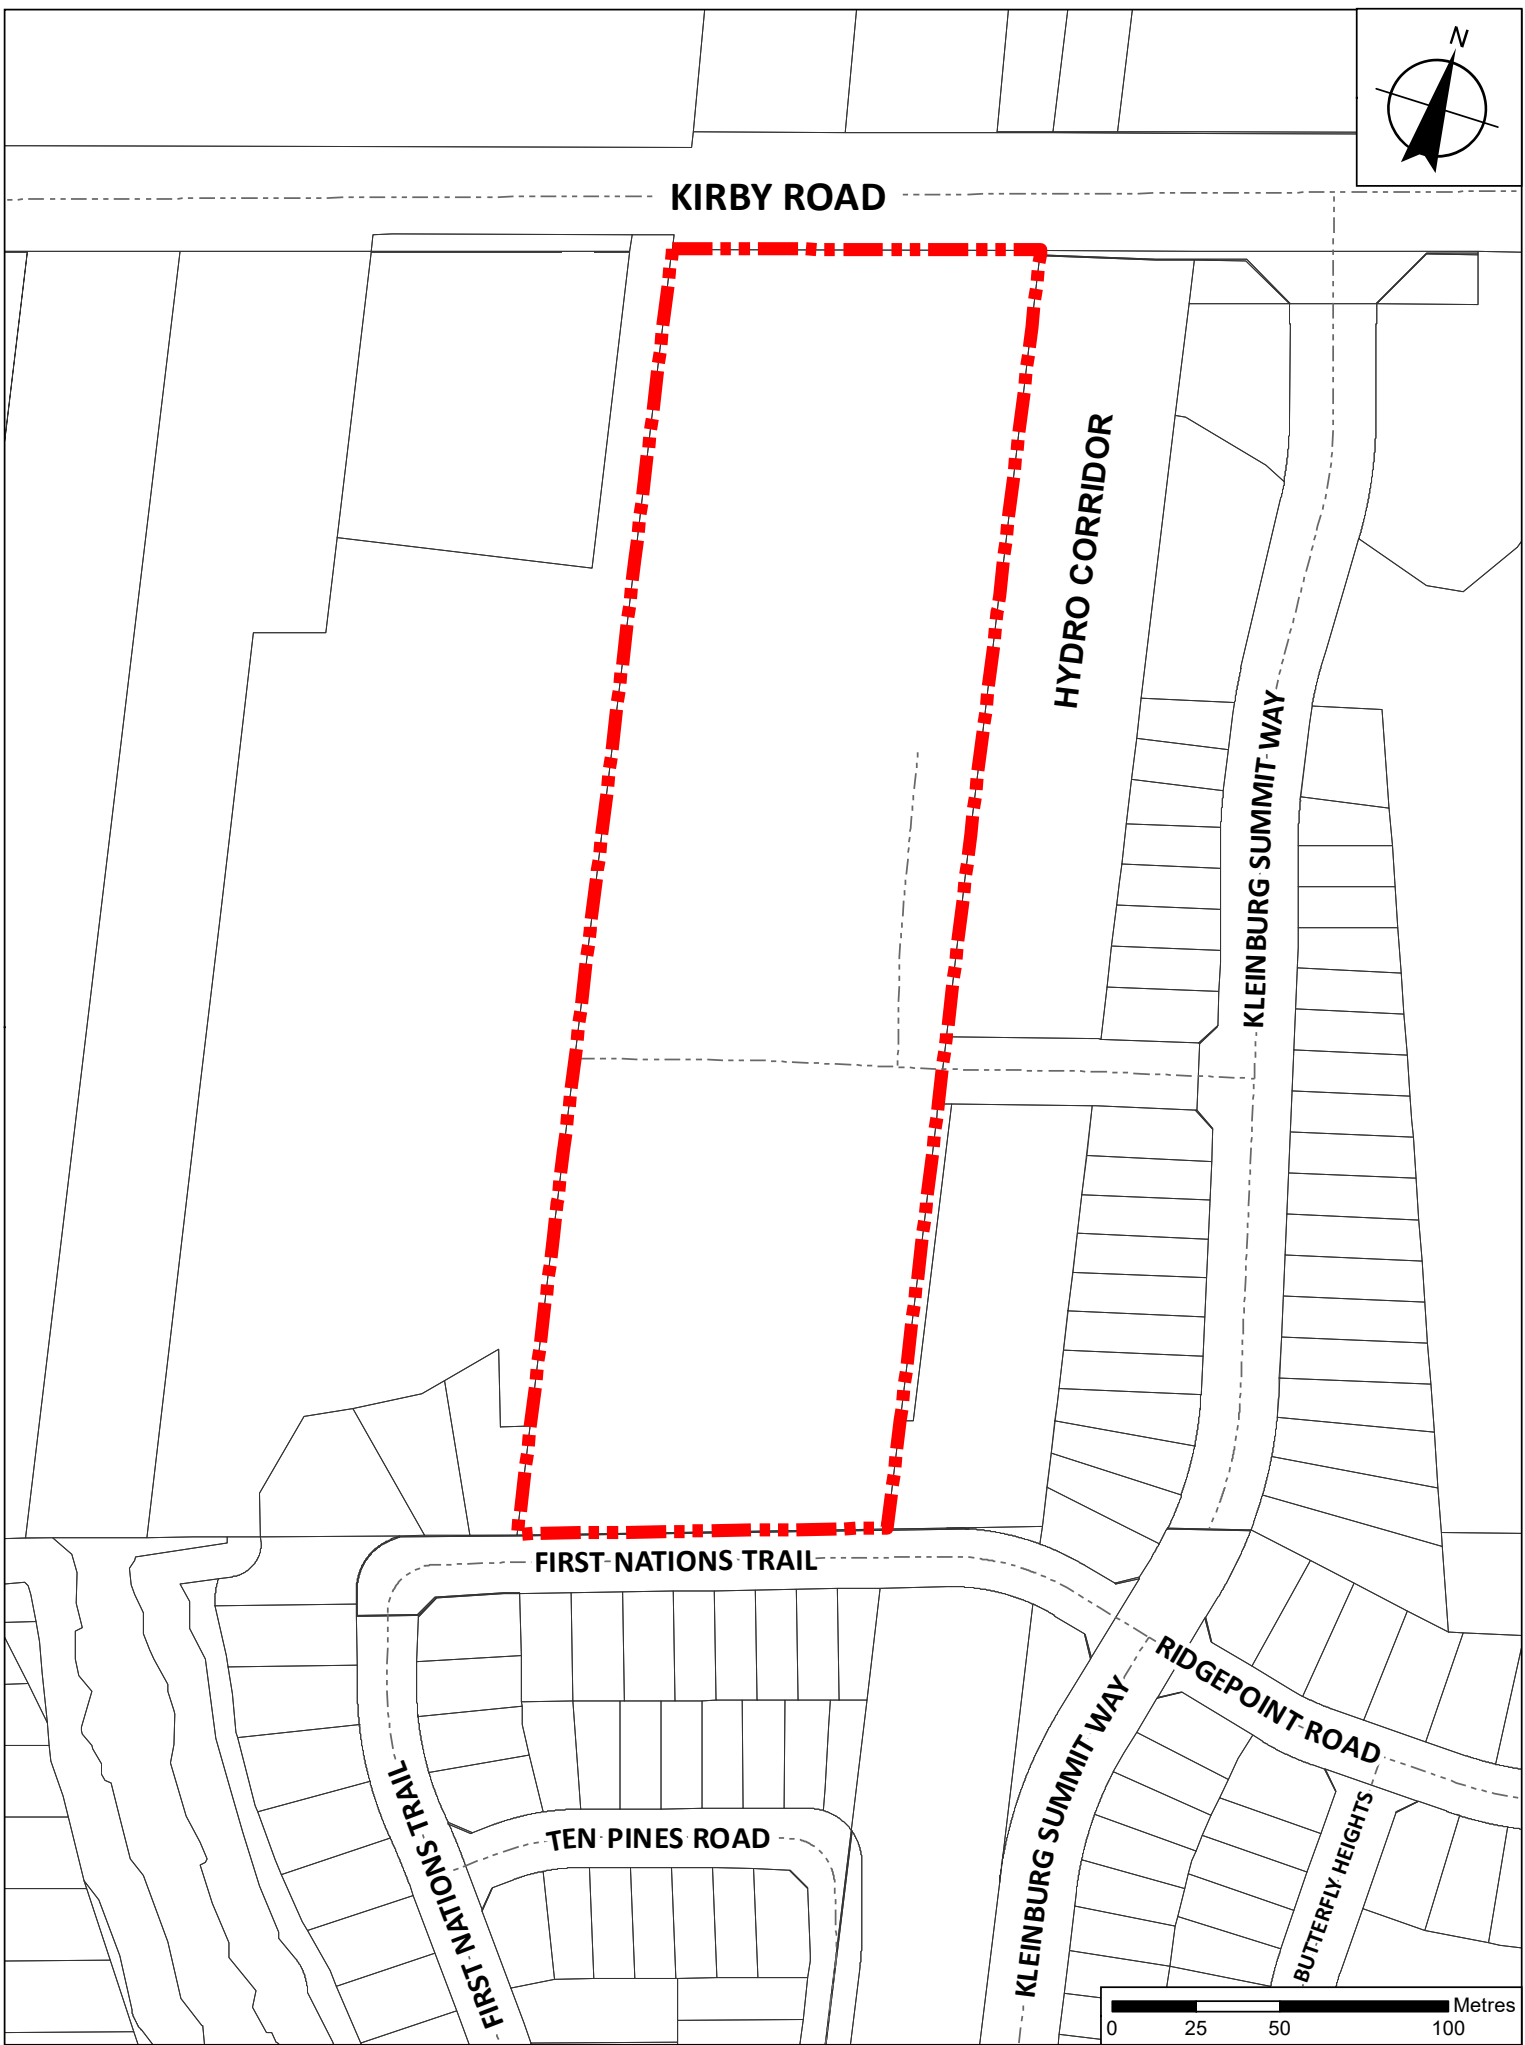 N
KIRBY ROAD
HYDRO CORRIDOR
KLEINBURG SUMMIT WAY
FIRST NATIONS TRAIL
RIDGEPOINT ROAD
KLEINBURG SUMMIT WAY
FIRST NATIONS TRAIL
TEN PINES ROAD
BUTTERFLY HEIGHTS
Metres
0 25 50 100